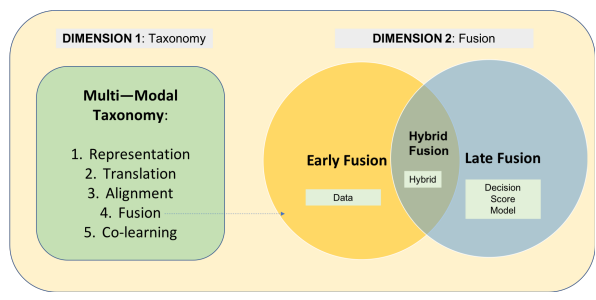 DIMENSION 1: Taxonomy
DIMENSION 2: Fusion
Multi—Modal
Taxonomy:
1. Representation
2. Translation
3. Alignment
4. Fusion
5. Co-learning
Early Fusion
Data
Hybrid
Fusion
Hybrid
Late Fusion
Decision
Score
Model